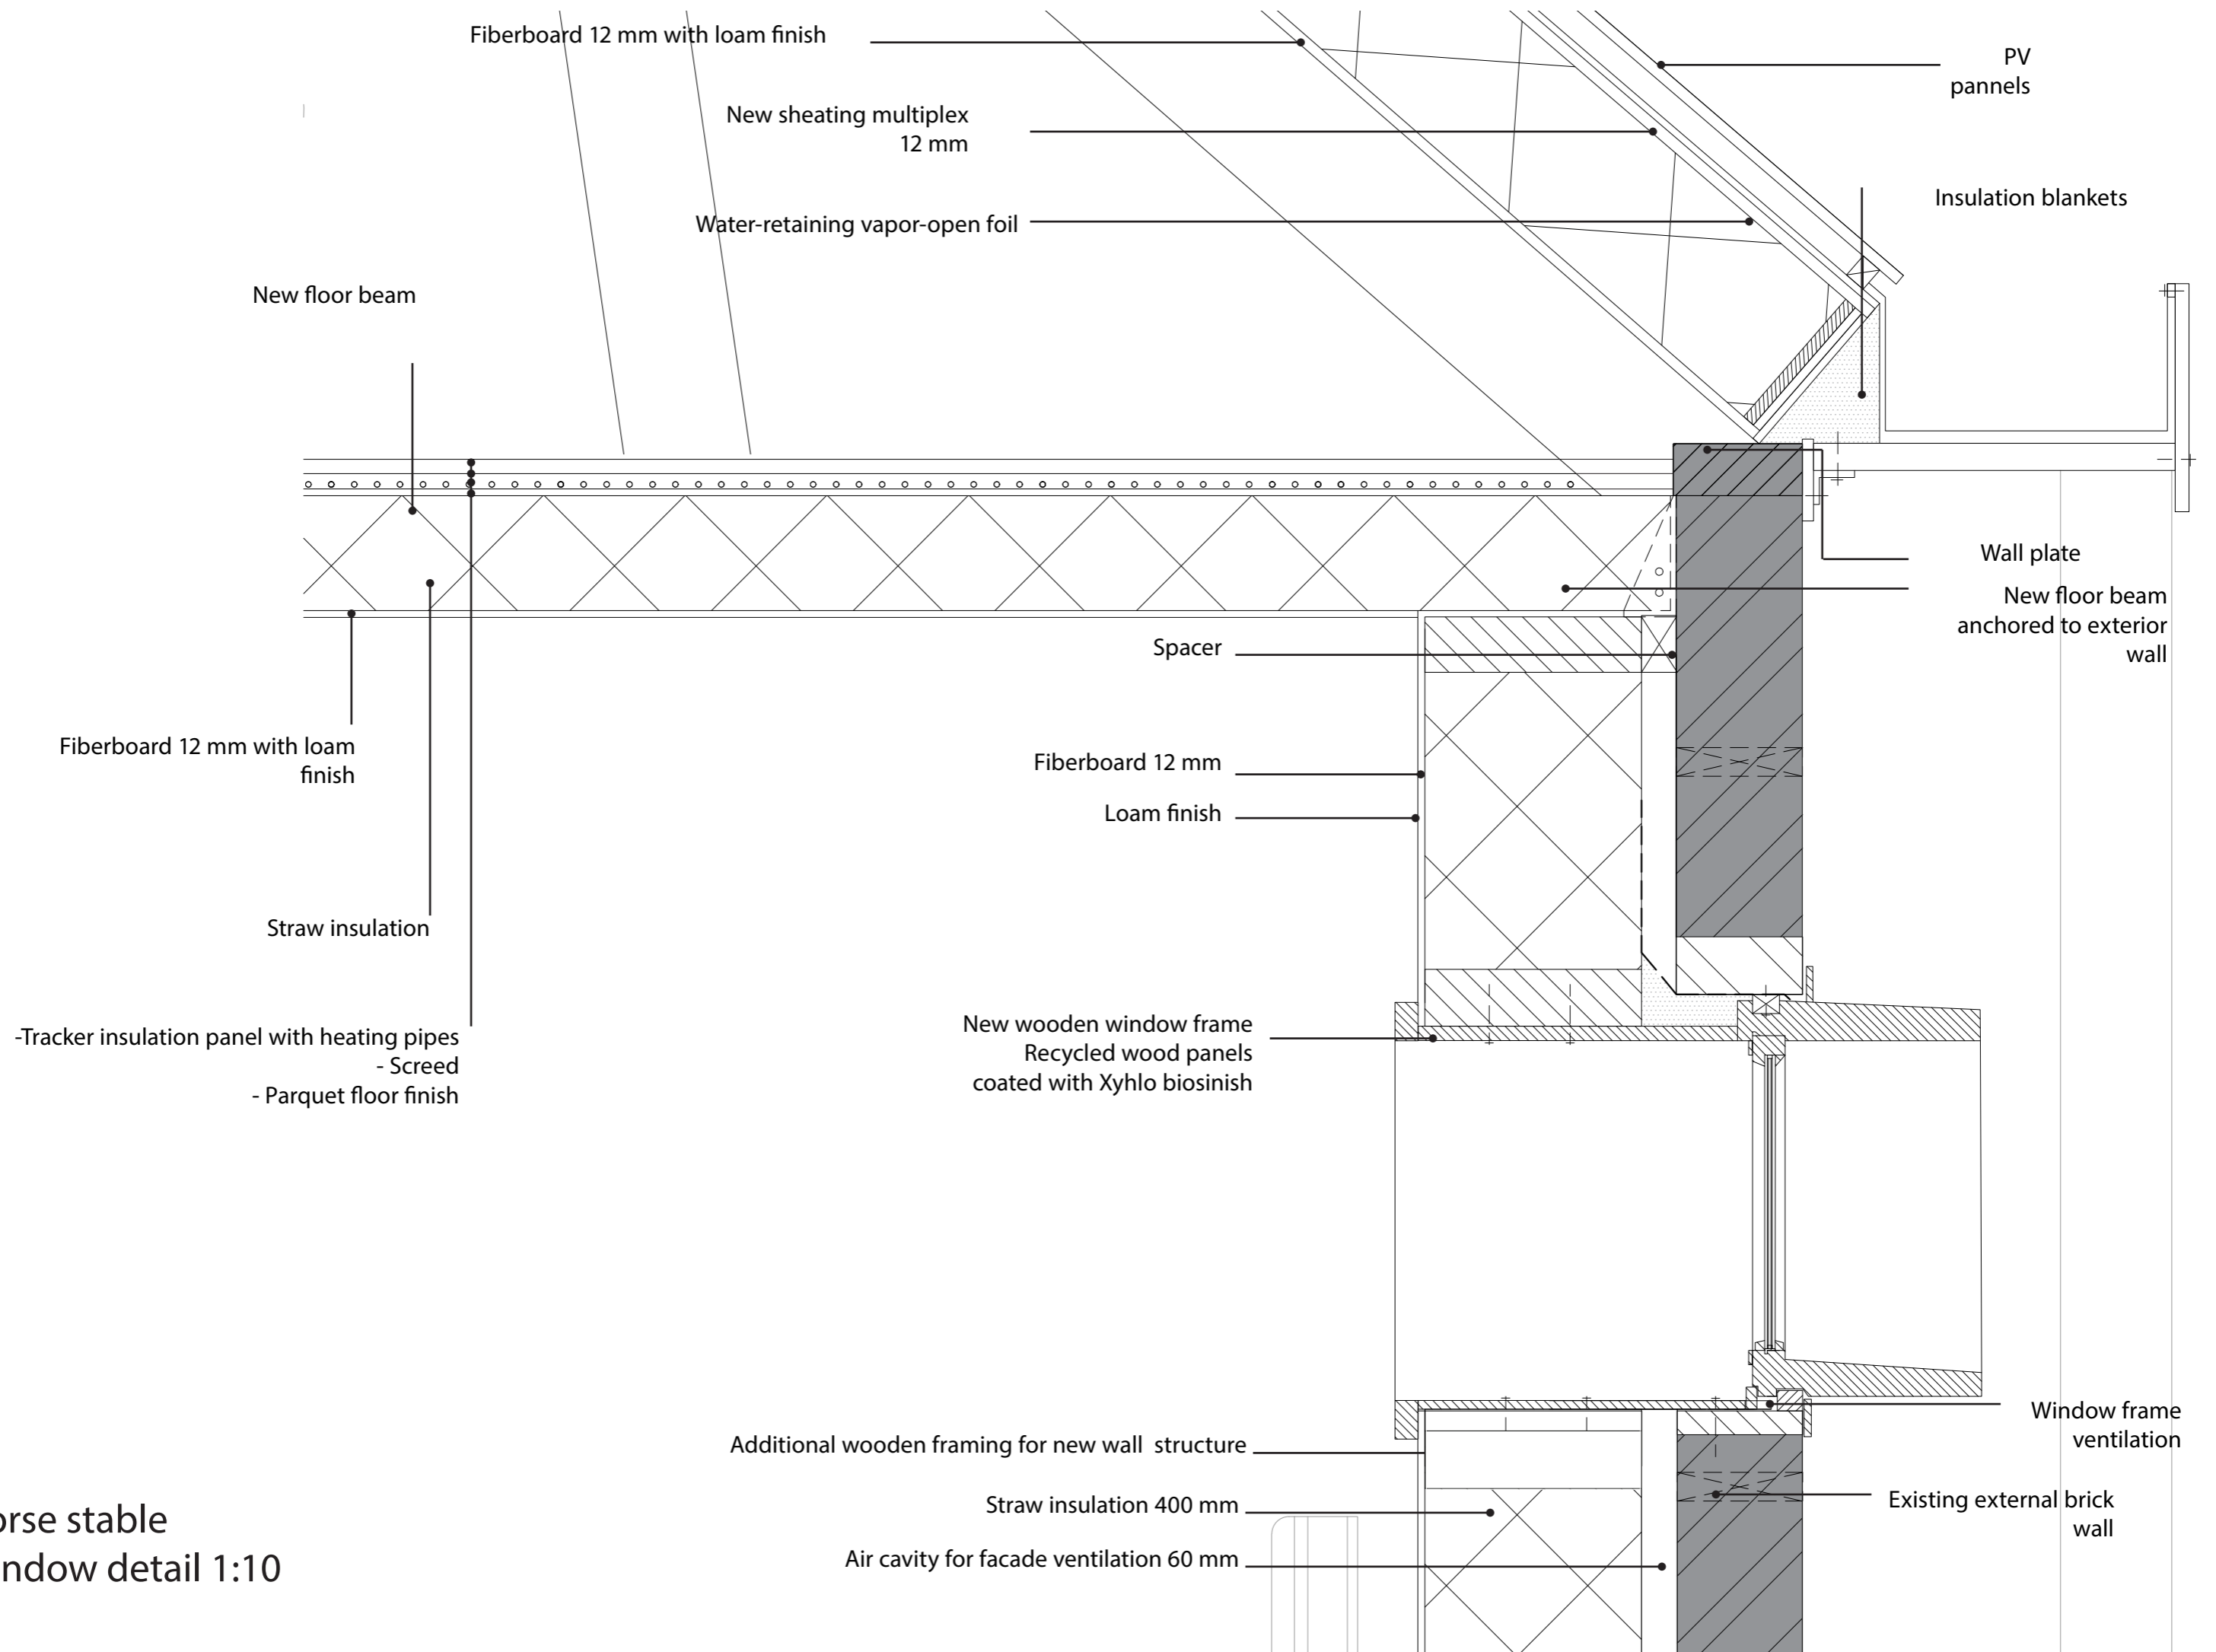 Fiberboard 12 mm with loam finish
PV
pannels
New sheating multiplex
12 mm
Insulation blankets
Water-retaining vapor-open foil
New floor beam
Wall plate
New floor beam
anchored to exterior
wall
Spacer
Fiberboard 12 mm with loam
finish
Fiberboard 12 mm
Loam finish
Straw insulation
-Tracker insulation panel with heating pipes
- Screed
- Parquet floor finish
New wooden window frame
Recycled wood panels
coated with Xyhlo biosinish
Window frame
ventilation
Additional wooden framing for new wall structure
Straw insulation 400 mm
Existing external brick
wall
Air cavity for facade ventilation 60 mm
orse stable
ndow detail 1:10